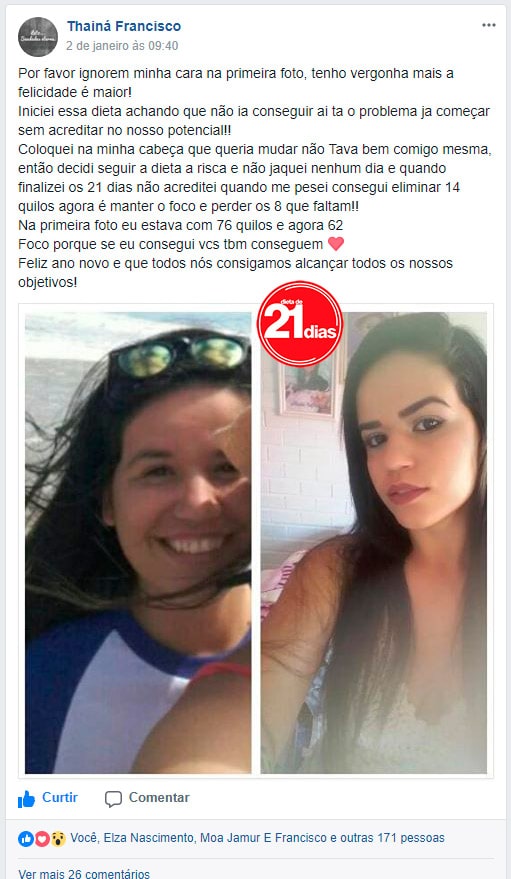 Thainá Francisco
2 de janeiro às 09:40
Por favor ignorem minha cara na primeira foto, tenho vergonha mais a
felicidade é maior!
Iniciei essa dieta achando que não ia conseguir ai ta o problema ja começar
sem acreditar no nosso potencial!!
Coloquei na minha cabeça que queria mudar não Tava bem comigo mesma,
então decidi seguir a dieta a risca e não jaquei nenhum dia e quando
finalizei os 21 dias não acreditei quando me pesei consegui eliminar 14
quilos agora é manter o foco e perder os 8 que faltam!!
Na primeira foto eu estava com 76 quilos e agora 62
Foco porque se eu consegui vcs tbm conseguem ❤
Feliz ano novo e que todos nós consigamos alcançar todos os nossos
objetivos!
dieta de
21 dias
Curtir Comentar
Você, Elza Nascimento, Moa Jamur E Francisco e outras 171 pessoas
Ver mais 26 comentários